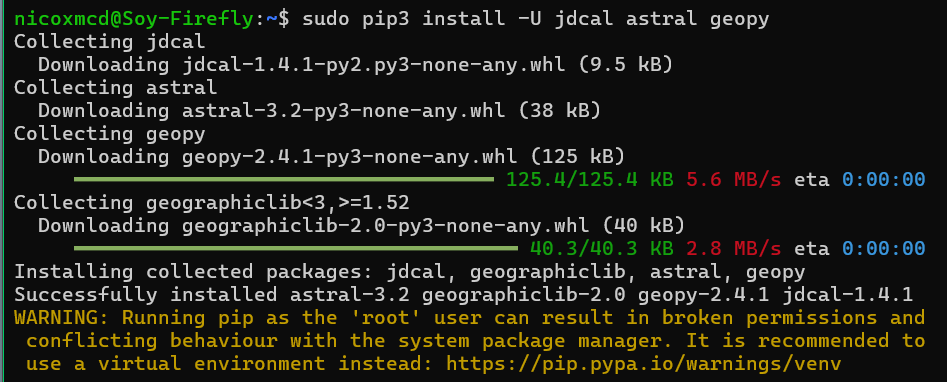 nicoxmcd@Soy-Firefly:~$ sudo pip3 install -U jdcal astral geopy
Collecting jdcal
  Downloading jdcal-1.4.1-py2.py3-none-any.whl (9.5 kB)
Collecting astral
  Downloading astral-3.2-py3-none-any.whl (38 kB)
Collecting geopy
  Downloading geopy-2.4.1-py3-none-any.whl (125 kB)
125.4/125.4 KB 5.6 MB/s eta 0:00:00
Collecting geographiclib<3,>=1.52
  Downloading geographiclib-2.0-py3-none-any.whl (40 kB)
40.3/40.3 KB 2.8 MB/s eta 0:00:00
Installing collected packages: jdcal, geographiclib, astral, geopy
Successfully installed astral-3.2 geographiclib-2.0 geopy-2.4.1 jdcal-1.4.1
WARNING: Running pip as the 'root' user can result in broken permissions and
 conflicting behaviour with the system package manager. It is recommended to
 use a virtual environment instead: https://pip.pypa.io/warnings/venv